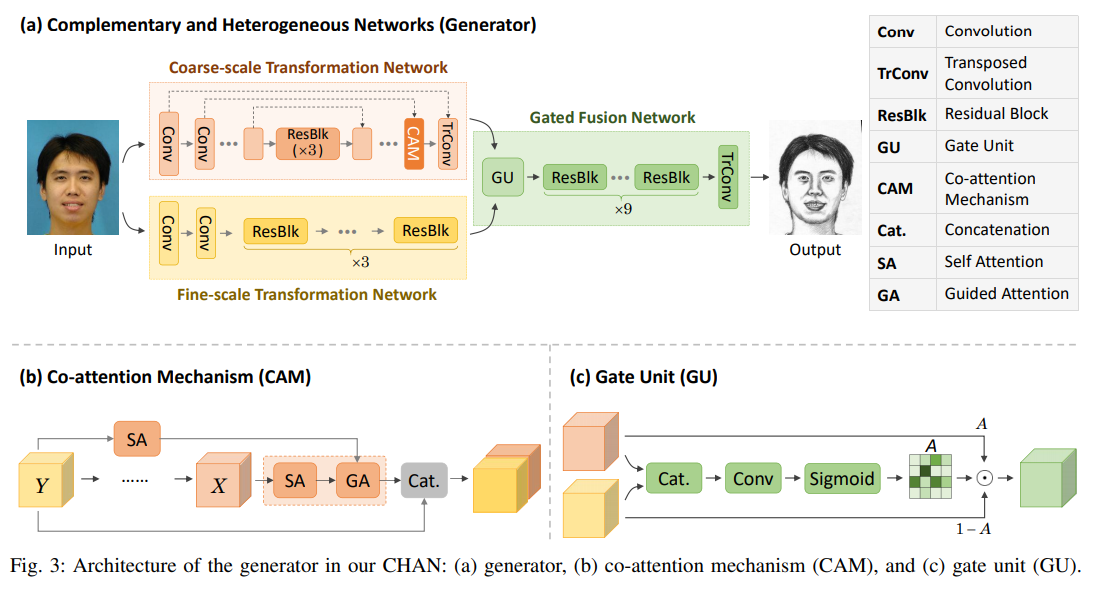 (a) Complementary and Heterogeneous Networks (Generator)
Coarse-scale Transformation Network
Conv
Conv
ResBlk
(×3)
CAM
TrConv
Input
Conv
Conv
ResBlk
ResBlk
×3
Fine-scale Transformation Network
Gated Fusion Network
GU
ResBlk
ResBlk
×9
TrConv
Output
Conv Convolution
TrConv Transposed
Convolution
ResBlk Residual Block
GU Gate Unit
CAM Co-attention
Mechanism
Cat. Concatenation
SA Self Attention
GA Guided Attention
(b) Co-attention Mechanism (CAM)
SA
Y
X
SA
GA
Cat.
(c) Gate Unit (GU)
Cat.
Conv
Sigmoid
A
A
1 − A
Fig. 3: Architecture of the generator in our CHAN: (a) generator, (b) co-attention mechanism (CAM), and (c) gate unit (GU).